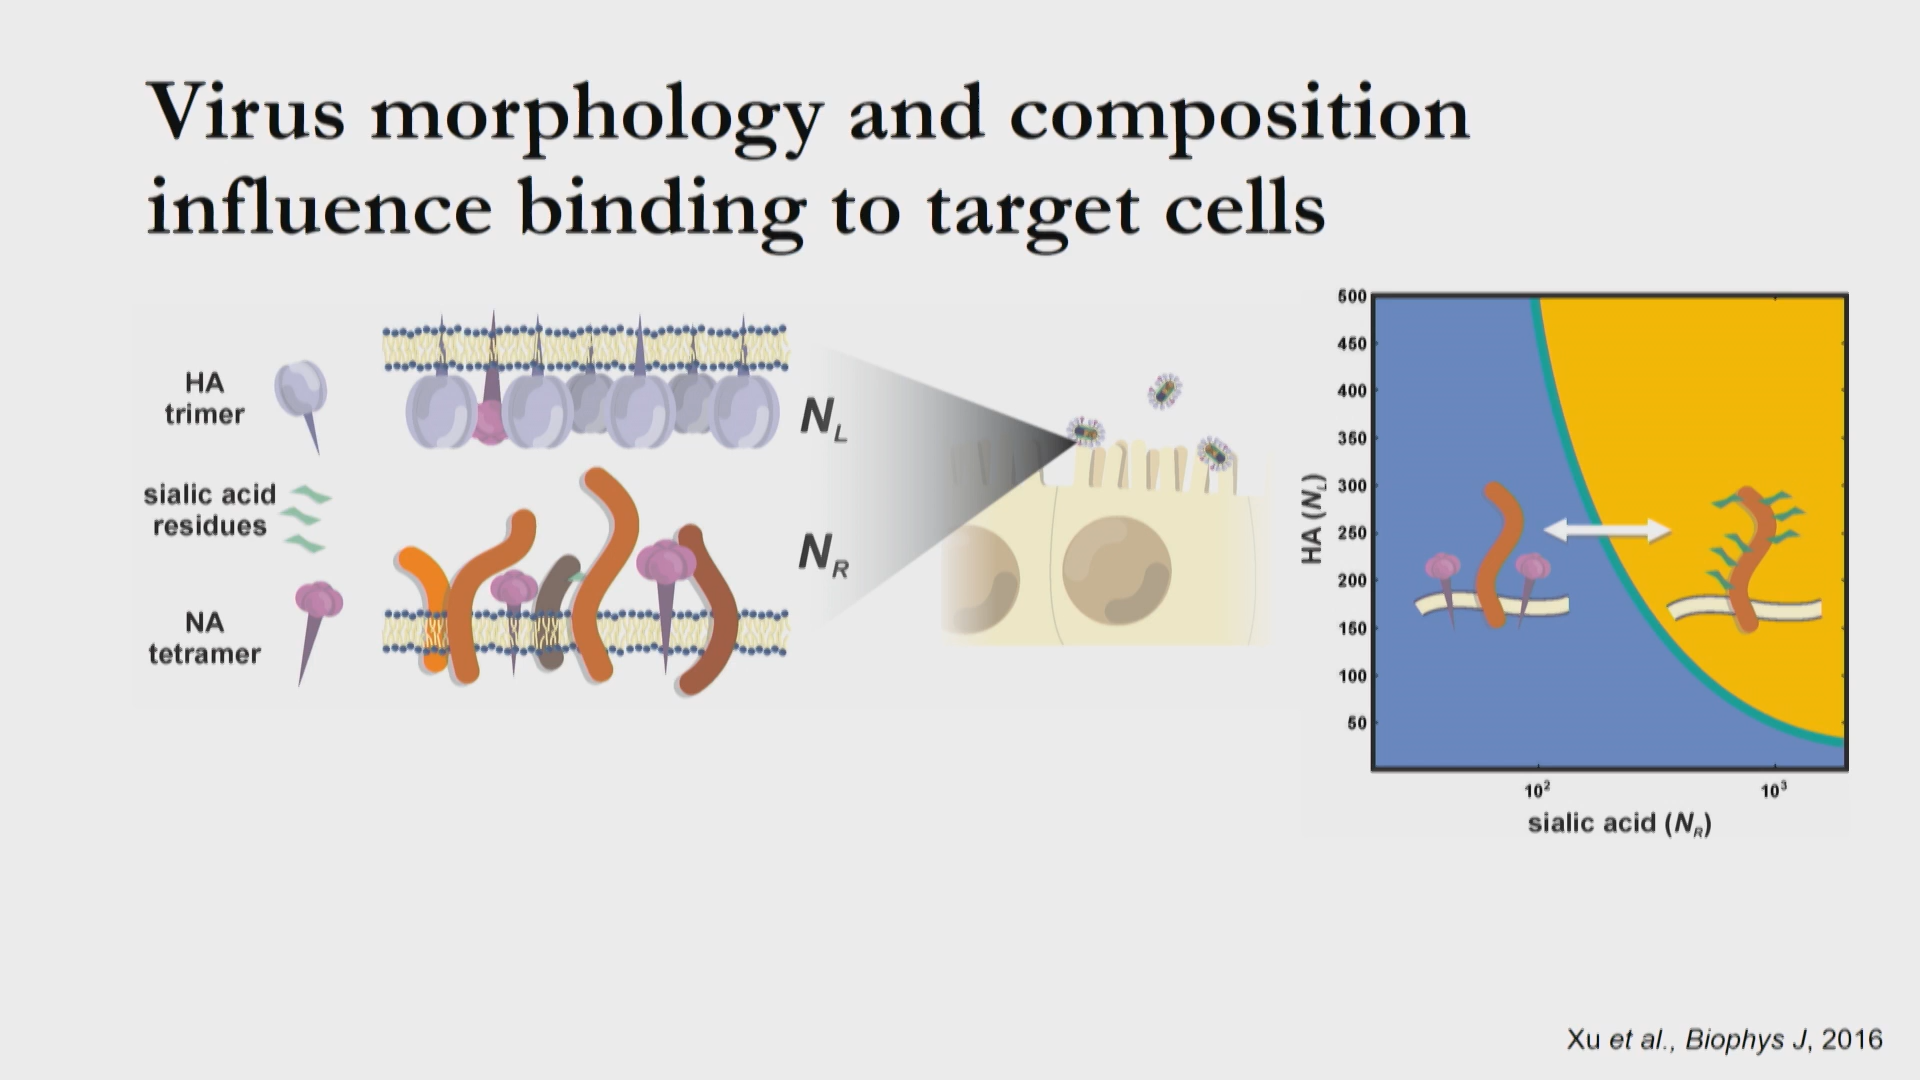 Virus morphology and composition
influence binding to target cells
HA
trimer
sialic acid
residues
NA
tetramer
N_L
N_R
HA (N_L)
500
450
400
350
300
250
200
150
100
50
10²
10³
sialic acid (N_R)
Xu et al., Biophys J, 2016